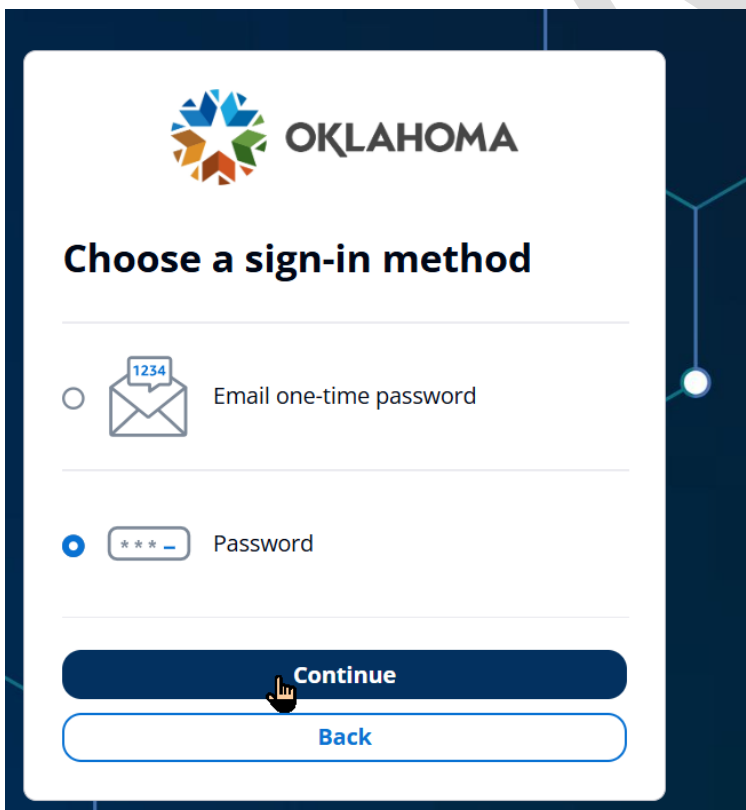 OKLAHOMA
Choose a sign-in method
1234
Email one-time password
***_
Password
Continue
Back